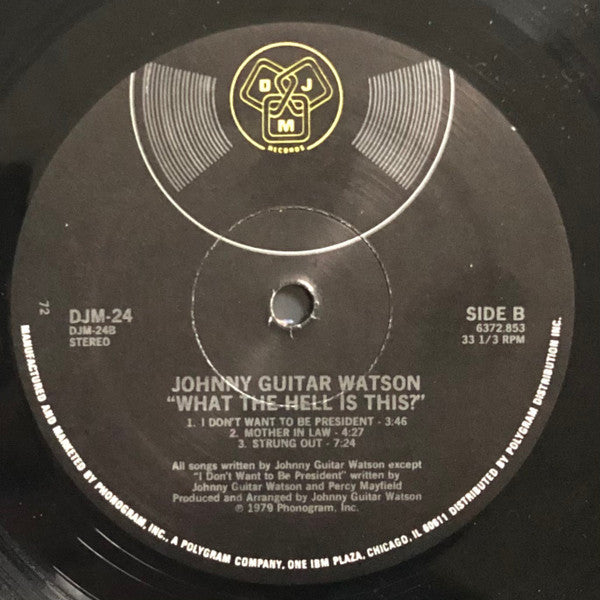 D J
M
RECORDS
72
DJM-24
DJM-24B
STEREO
SIDE B
6372.853
33 1/3 RPM
JOHNNY GUITAR WATSON
"WHAT THE HELL IS THIS?"
1. I DON'T WANT TO BE PRESIDENT - 3:46
2. MOTHER IN LAW - 4:27
3. STRUNG OUT - 7:24
All songs written by Johnny Guitar Watson except
"I Don't Want to Be President" written by
Johnny Guitar Watson and Percy Mayfield
Produced and Arranged by Johnny Guitar Watson
℗ 1979 Phonogram, Inc.
MANUFACTURED AND MARKETED BY PHONOGRAM, INC., A POLYGRAM COMPANY, ONE IBM PLAZA, CHICAGO, IL 60611 DISTRIBUTED BY POLYGRAM DISTRIBUTION INC.